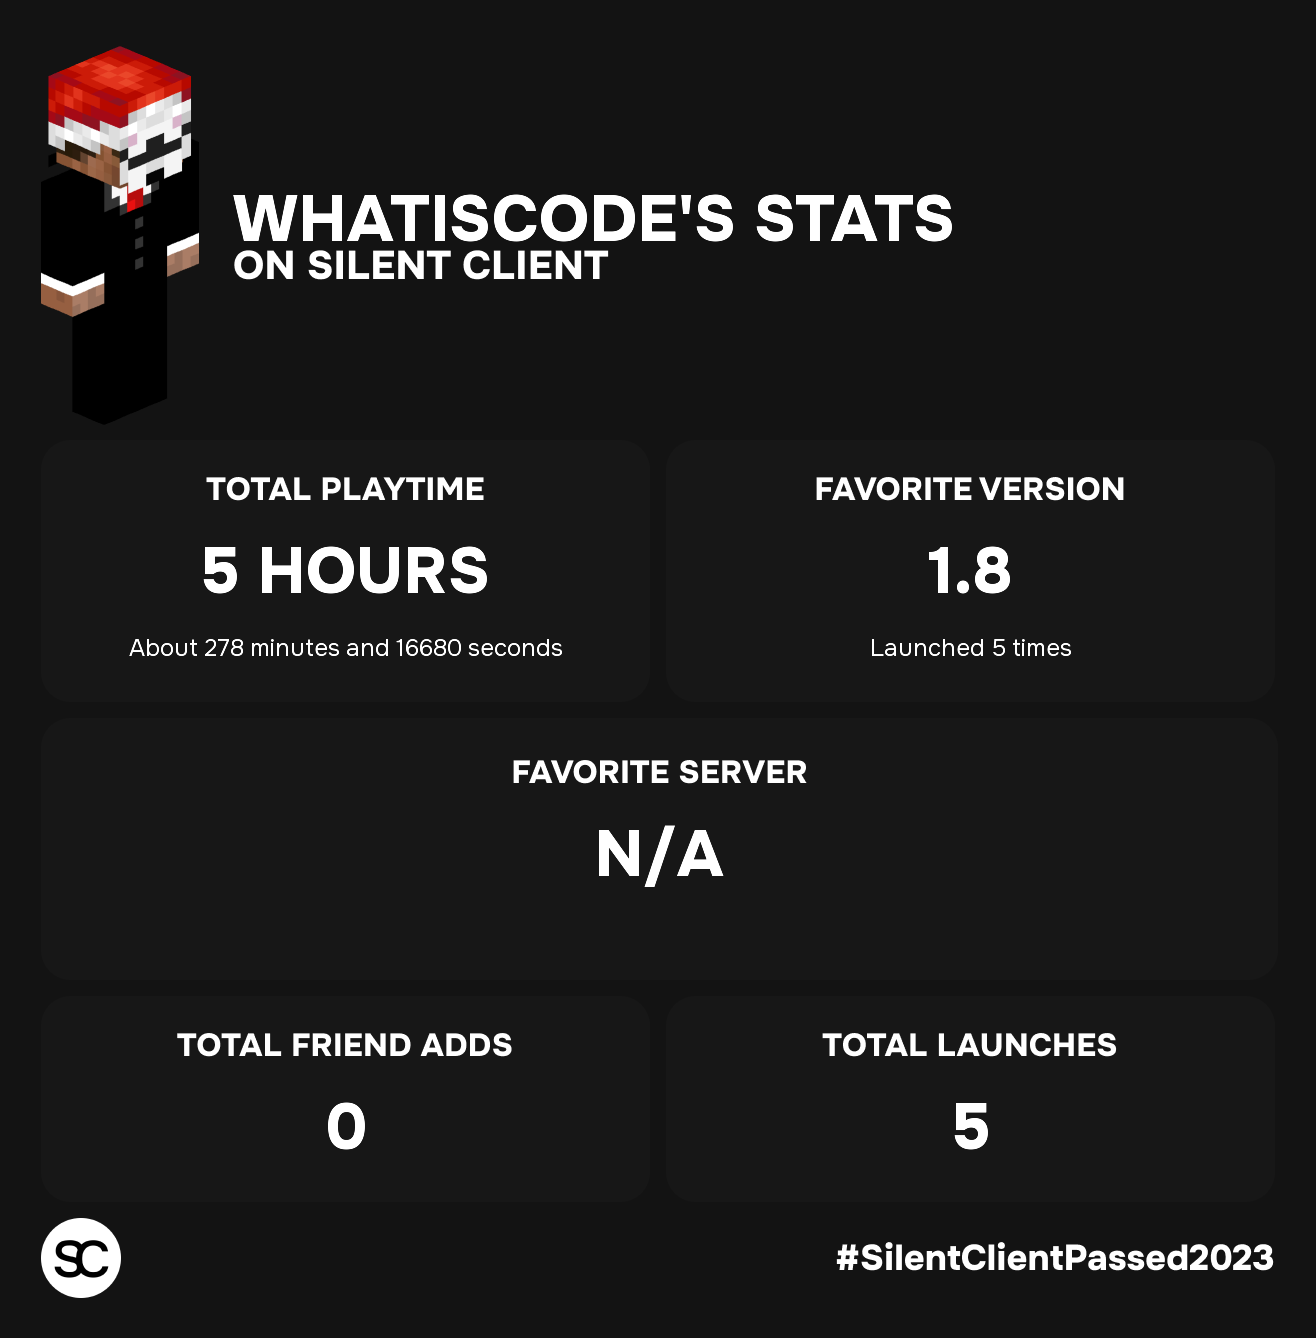 WHATISCODE'S STATS
ON SILENT CLIENT
TOTAL PLAYTIME
5 HOURS
About 278 minutes and 16680 seconds
FAVORITE VERSION
1.8
Launched 5 times
FAVORITE SERVER
N/A
TOTAL FRIEND ADDS
0
TOTAL LAUNCHES
5
SC
#SilentClientPassed2023